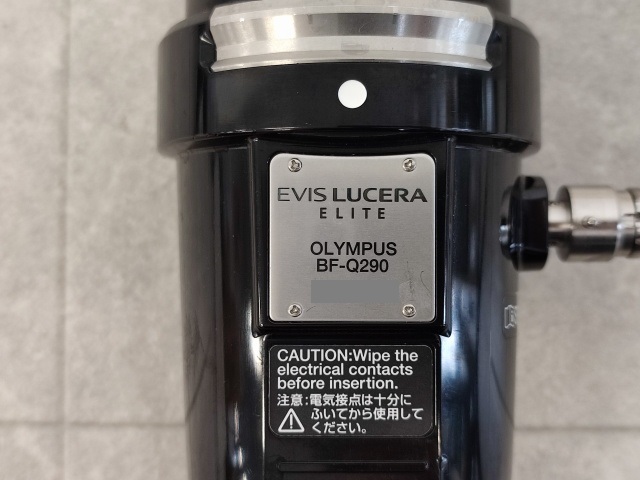 EVIS LUCERA
ELITE
OLYMPUS
BF-Q290
CAUTION:Wipe the
electrical contacts
before insertion.
注意:電気接点は十分に
ふいてから使用して
ください。